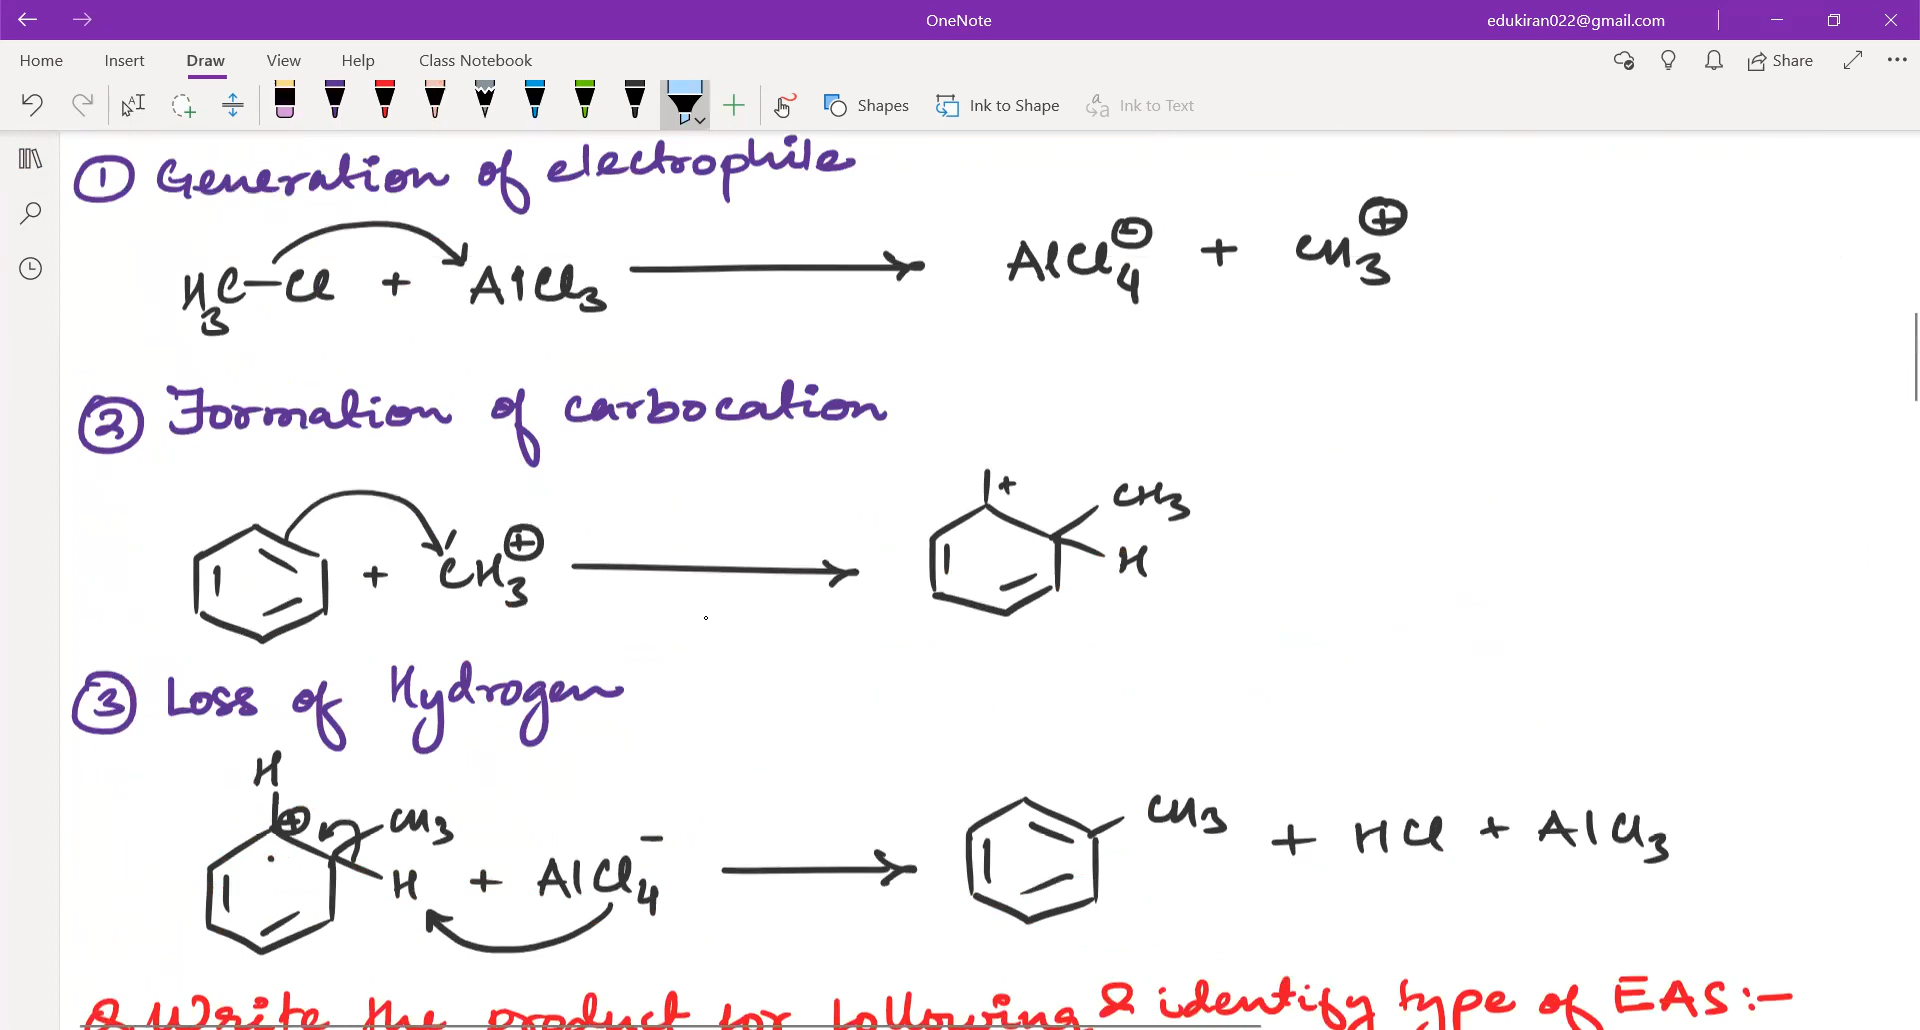 OneNote
edukiran022@gmail.com
Home Insert Draw View Help Class Notebook
Share
Shapes Ink to Shape Ink to Text
① Generation of electrophile
H₃C-Cl + AlCl₃ → AlCl₄⊖ + CH₃⊕
② Formation of carbocation
+ CH₃⊕ → + CH₃ H
③ Loss of Hydrogen
H ⊕ CH₃ H + AlCl₄⁻ → CH₃ + HCl + AlCl₃
Q Write the product for following & identify type of EAS:-